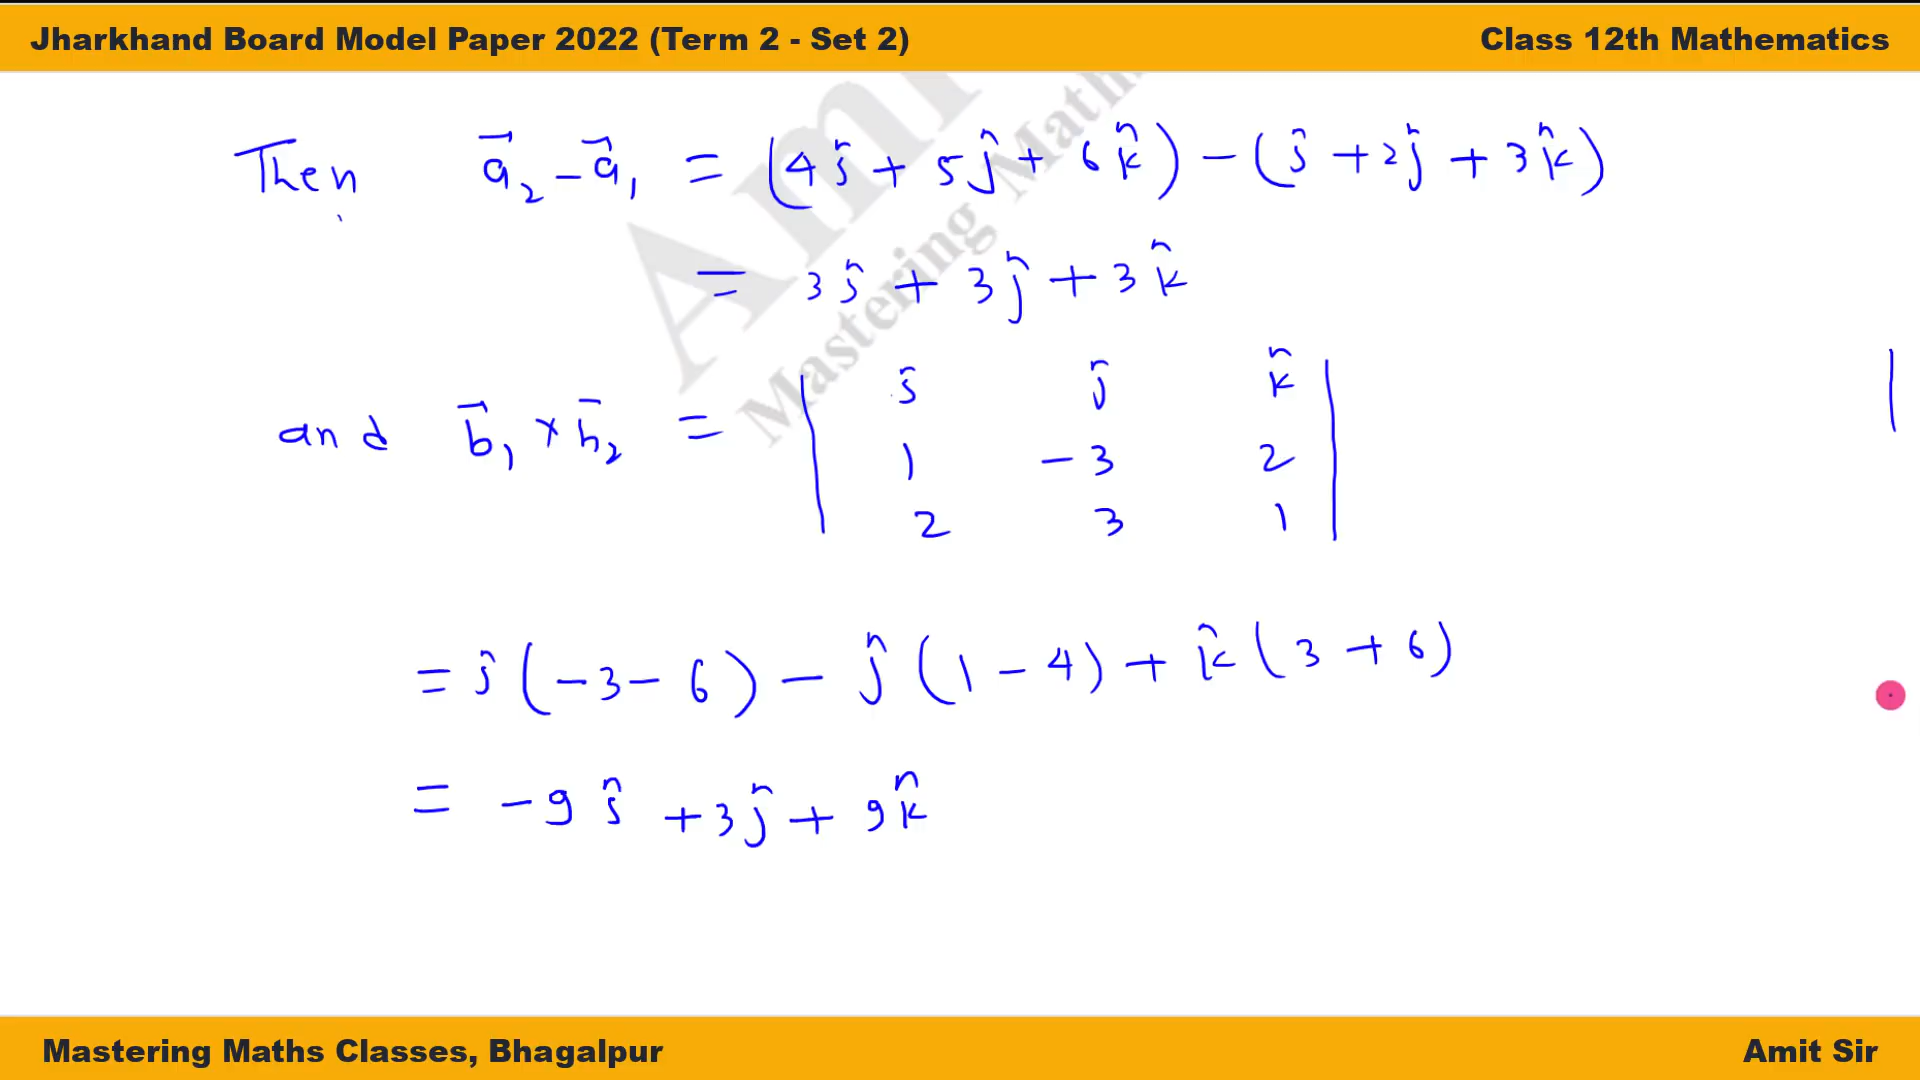 Jharkhand Board Model Paper 2022 (Term 2 - Set 2)
Class 12th Mathematics
Then a⃗₂ - a⃗₁ = (4î + 5ĵ + 6k̂) - (î + 2ĵ + 3k̂)
= 3î + 3ĵ + 3k̂
and b⃗₁ × b⃗₂ = | î ĵ k̂ |
1 -3 2
2 3 1
= î(-3-6) - ĵ(1-4) + k̂(3+6)
= -9î + 3ĵ + 9k̂
Mastering Maths Classes, Bhagalpur
Amit Sir